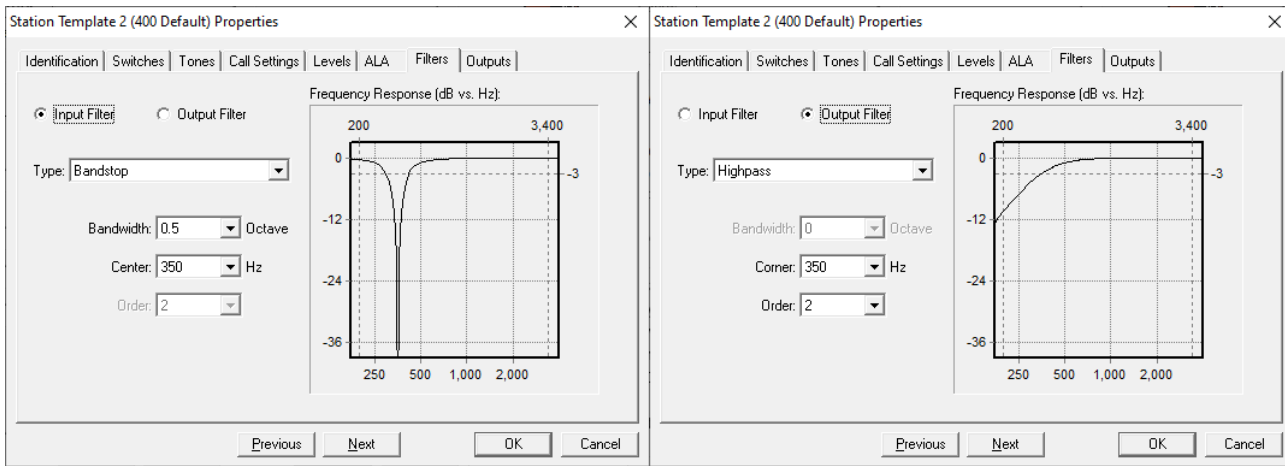 Station Template 2 (400 Default) Properties
Identification Switches Tones Call Settings Levels ALA Filters Outputs
Input Filter Output Filter
Frequency Response (dB vs. Hz):
Type: Bandstop
Bandwidth: 0.5 Octave
Center: 350 Hz
Order: 2
200 3,400
0
-3
-12
-24
-36
250 500 1,000 2,000
Previous Next OK Cancel
Station Template 2 (400 Default) Properties
Identification Switches Tones Call Settings Levels ALA Filters Outputs
Input Filter Output Filter
Frequency Response (dB vs. Hz):
Type: Highpass
Bandwidth: 0 Octave
Corner: 350 Hz
Order: 2
200 3,400
0
-3
-12
-24
-36
250 500 1,000 2,000
Previous Next OK Cancel